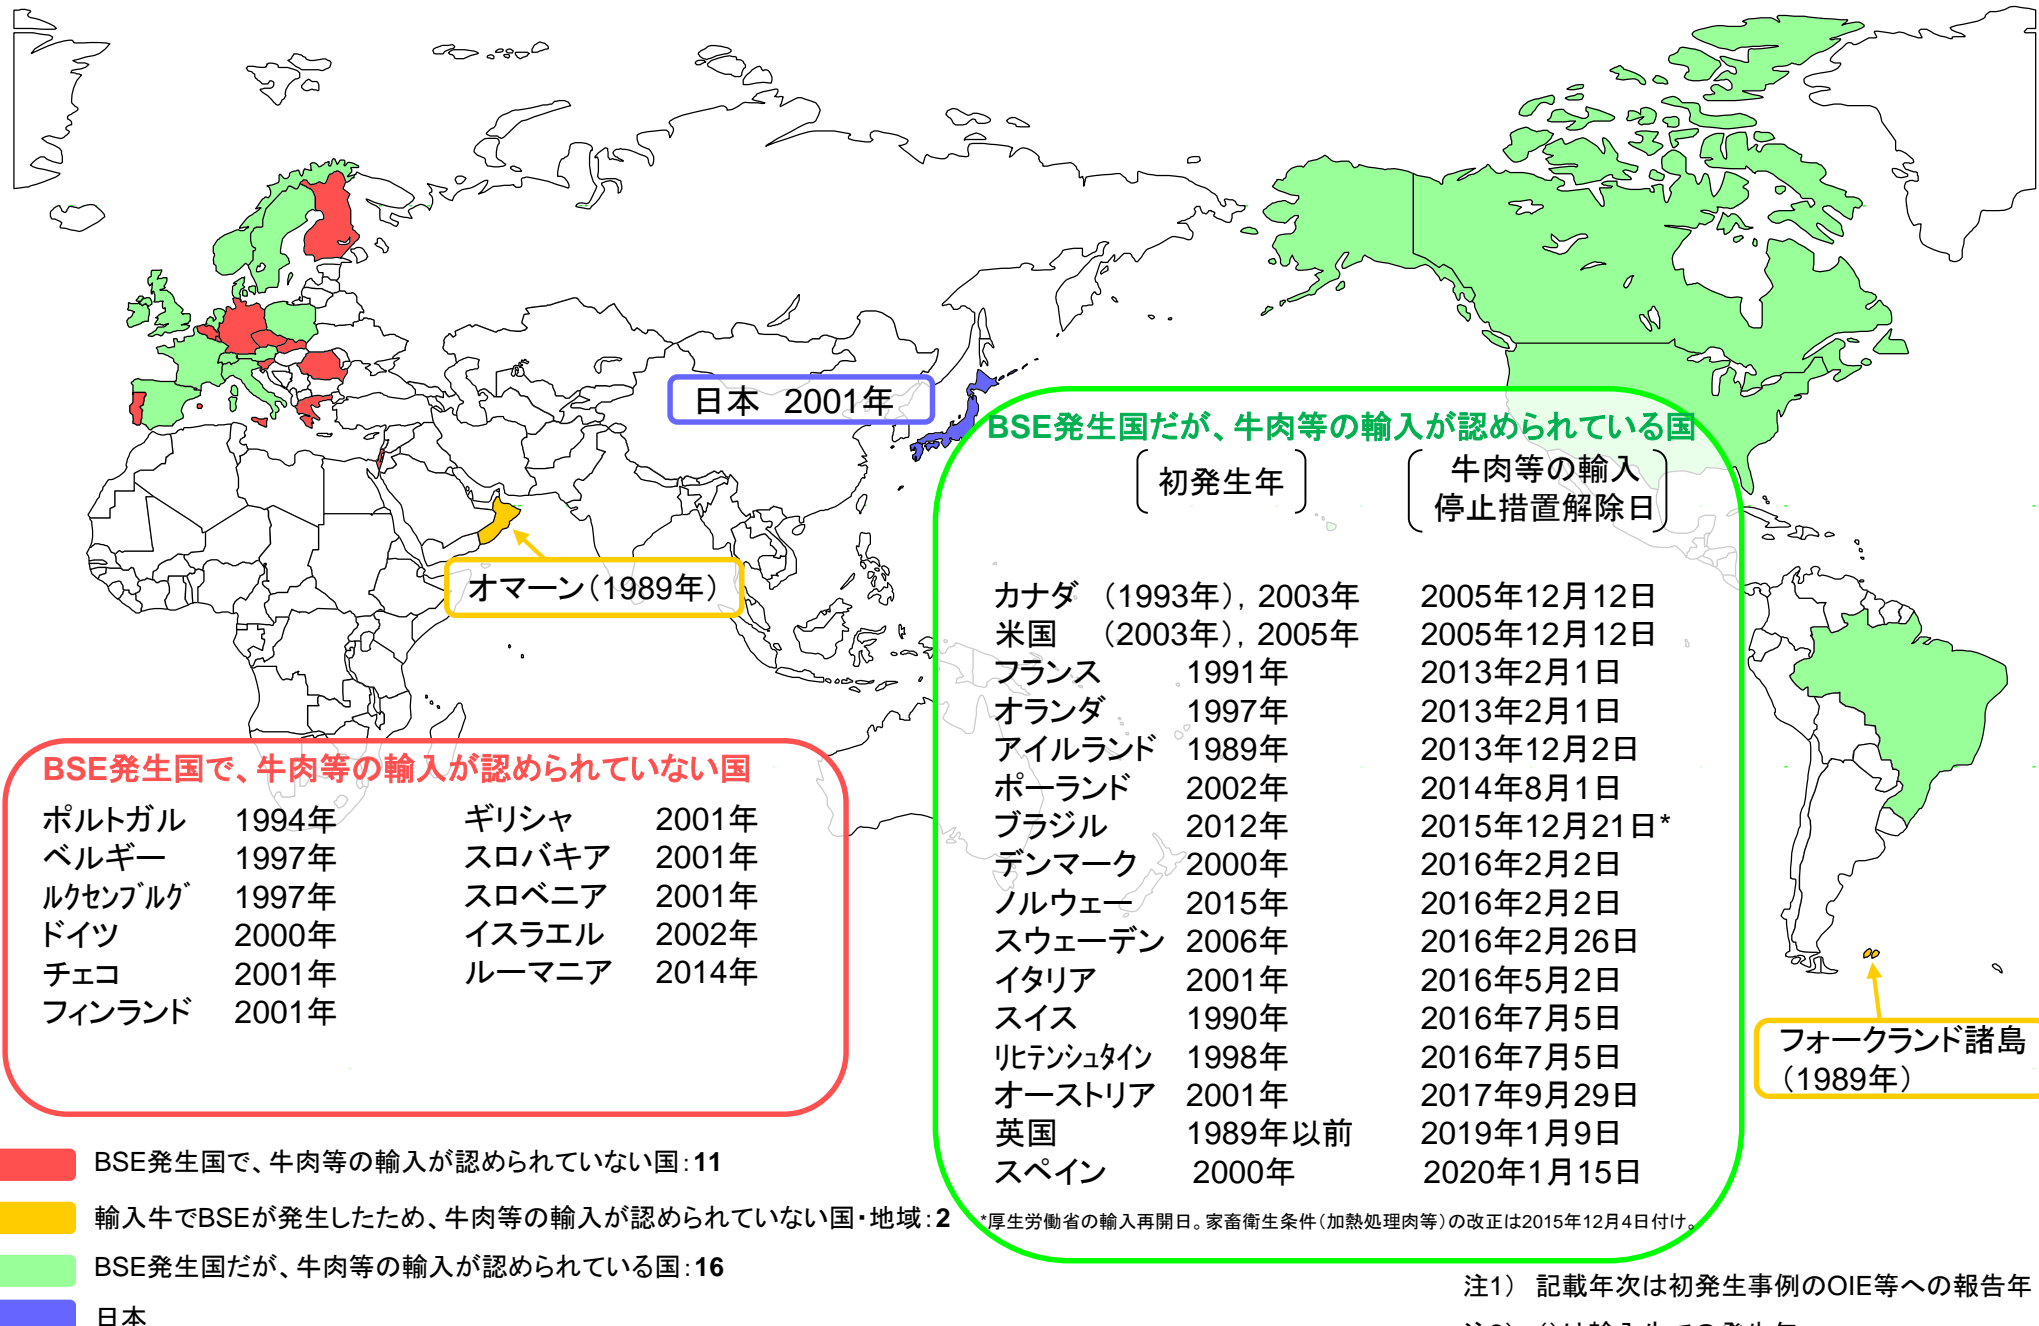 日本 2001年
オマーン(1989年)
BSE発生国だが、牛肉等の輸入が認められている国
初発生年
牛肉等の輸入
停止措置解除日
カナダ (1993年), 2003年 2005年12月12日
米国 (2003年), 2005年 2005年12月12日
フランス 1991年 2013年2月1日
オランダ 1997年 2013年2月1日
アイルランド 1989年 2013年12月2日
ポーランド 2002年 2014年8月1日
ブラジル 2012年 2015年12月21日*
デンマーク 2000年 2016年2月2日
ノルウェー 2015年 2016年2月2日
スウェーデン 2006年 2016年2月26日
イタリア 2001年 2016年5月2日
スイス 1990年 2016年7月5日
ﾘﾋﾃﾝｼｭﾀｲﾝ 1998年 2016年7月5日
オーストリア 2001年 2017年9月29日
英国 1989年以前 2019年1月9日
スペイン 2000年 2020年1月15日
*厚生労働省の輸入再開日。家畜衛生条件(加熱処理肉等)の改正は2015年12月4日付け。
BSE発生国で、牛肉等の輸入が認められていない国
ポルトガル 1994年 ギリシャ 2001年
ベルギー 1997年 スロバキア 2001年
ﾙｸｾﾝﾌﾞﾙｸﾞ 1997年 スロベニア 2001年
ドイツ 2000年 イスラエル 2002年
チェコ 2001年 ルーマニア 2014年
フィンランド 2001年
フォークランド諸島
(1989年)
BSE発生国で、牛肉等の輸入が認められていない国:11
輸入牛でBSEが発生したため、牛肉等の輸入が認められていない国・地域:2
BSE発生国だが、牛肉等の輸入が認められている国:16
日本
注1) 記載年次は初発生事例のOIE等への報告年